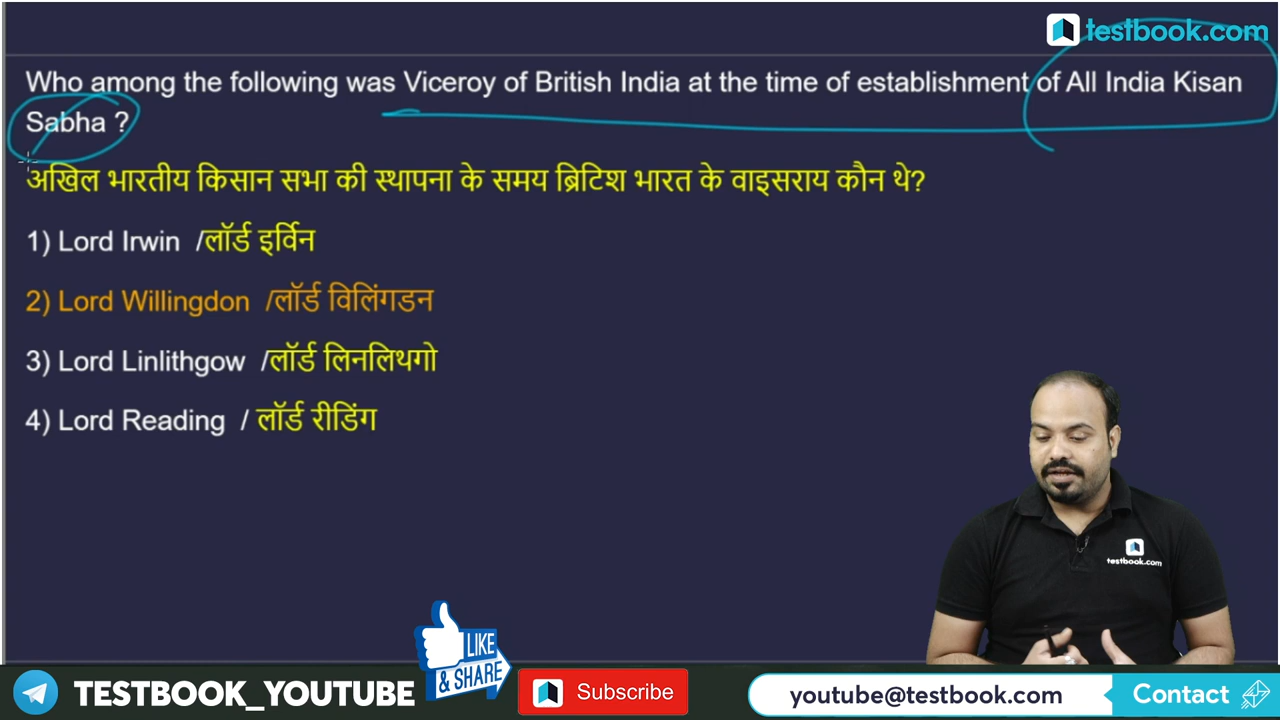 testbook.com
Who among the following was Viceroy of British India at the time of establishment of All India Kisan
Sabha ?
अखिल भारतीय किसान सभा की स्थापना के समय ब्रिटिश भारत के वाइसराय कौन थे?
1) Lord Irwin /लॉर्ड इर्विन
2) Lord Willingdon /लॉर्ड विलिंगडन
3) Lord Linlithgow /लॉर्ड लिनलिथगो
4) Lord Reading / लॉर्ड रीडिंग
testbook.com
LIKE
& SHARE
TESTBOOK_YOUTUBE
Subscribe
youtube@testbook.com
Contact